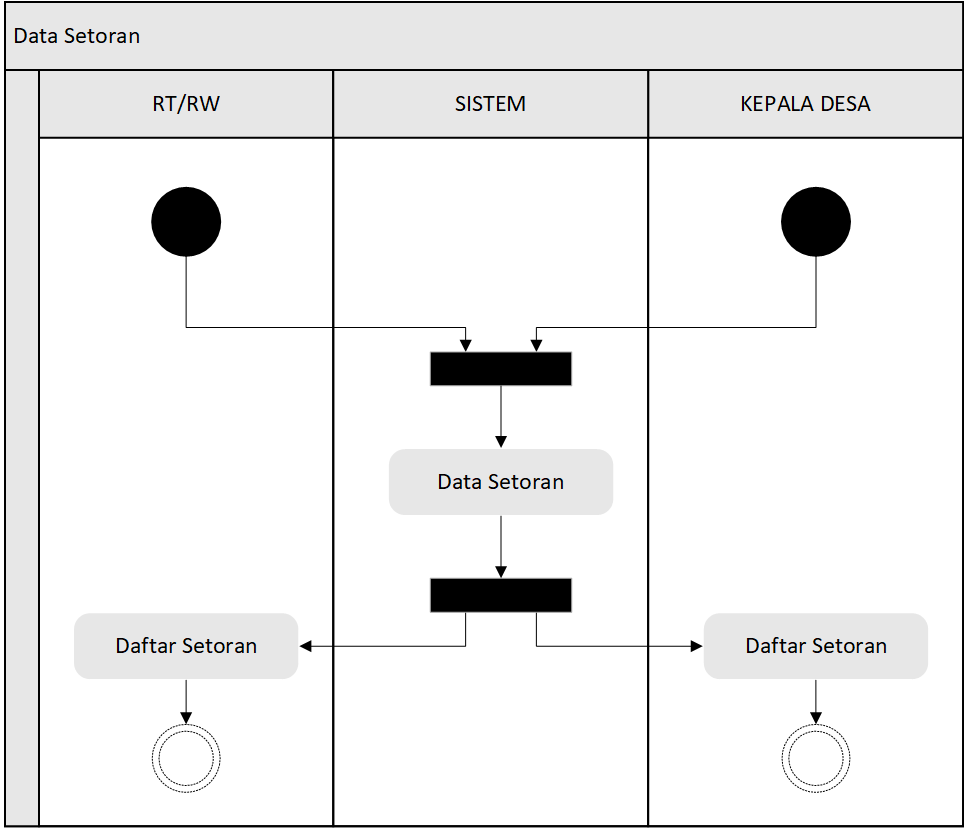 Data Setoran
RT/RW
SISTEM
KEPALA DESA
Data Setoran
Daftar Setoran
Daftar Setoran